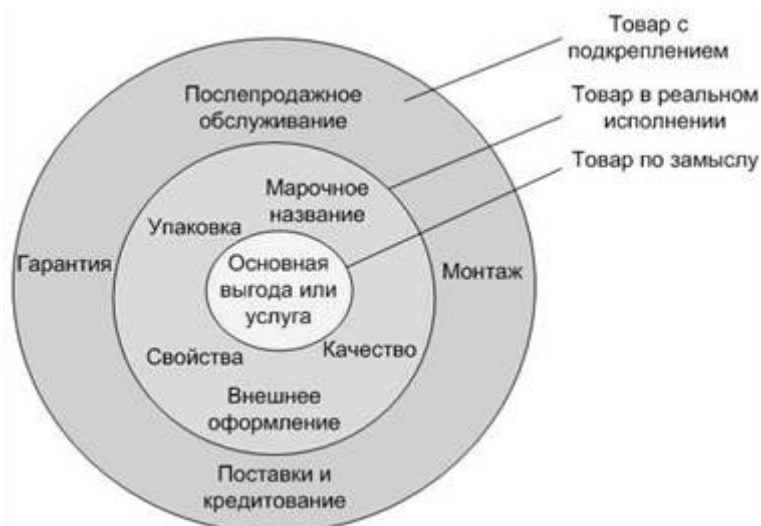 Товар с
подкреплением
Послепродажное
обслуживание
Товар в реальном
исполнении
Товар по замыслу
Марочное
название
Упаковка
Гарантия
Основная
выгода или
услуга
Монтаж
Свойства
Качество
Внешнее
оформление
Поставки и
кредитование